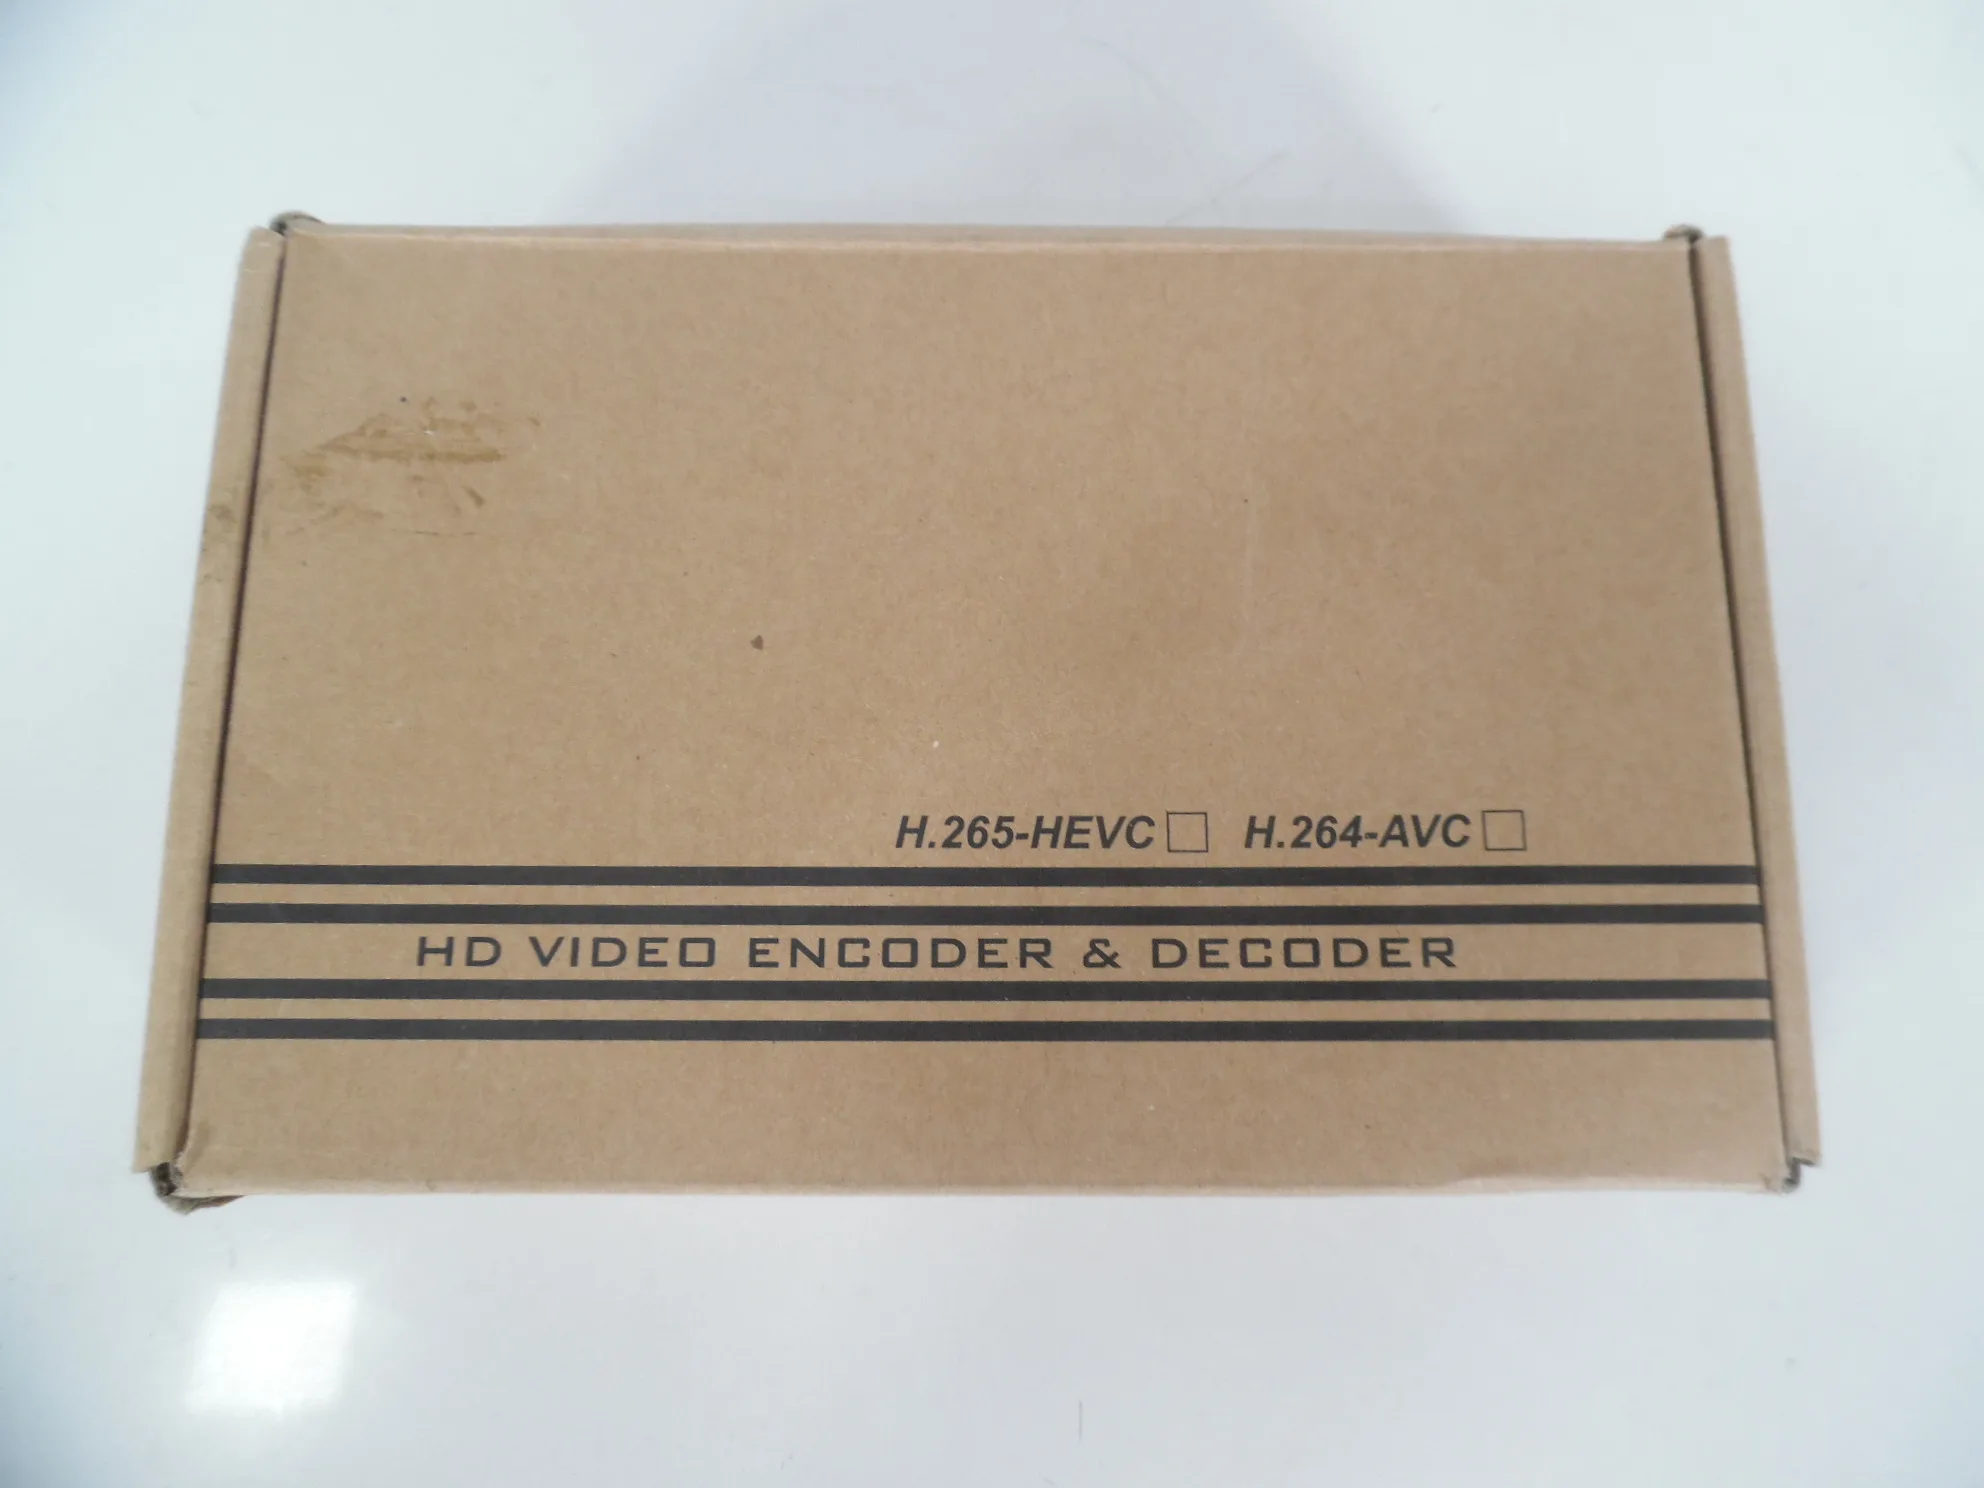 H.265-HEVC☐ H.264-AVC☐
HD VIDEO ENCODER & DECODER